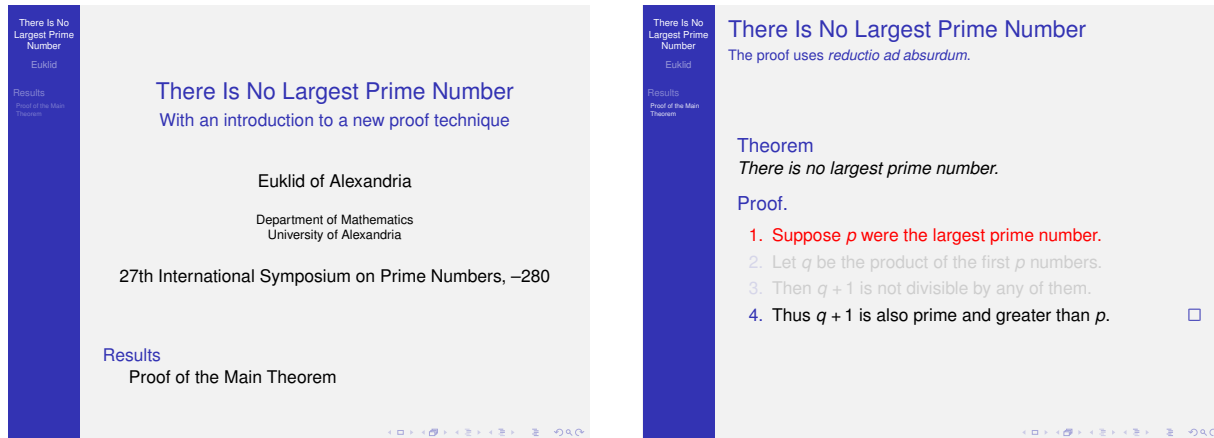 There Is No
Largest Prime
Number
Euklid
Results
Proof of the Main
Theorem
There Is No Largest Prime Number
With an introduction to a new proof technique
Euklid of Alexandria
Department of Mathematics
University of Alexandria
27th International Symposium on Prime Numbers, –280
Results
Proof of the Main Theorem
There Is No
Largest Prime
Number
Euklid
Results
Proof of the Main
Theorem
There Is No Largest Prime Number
The proof uses reductio ad absurdum.
Theorem
There is no largest prime number.
Proof.
1. Suppose p were the largest prime number.
2. Let q be the product of the first p numbers.
3. Then q + 1 is not divisible by any of them.
4. Thus q + 1 is also prime and greater than p. □